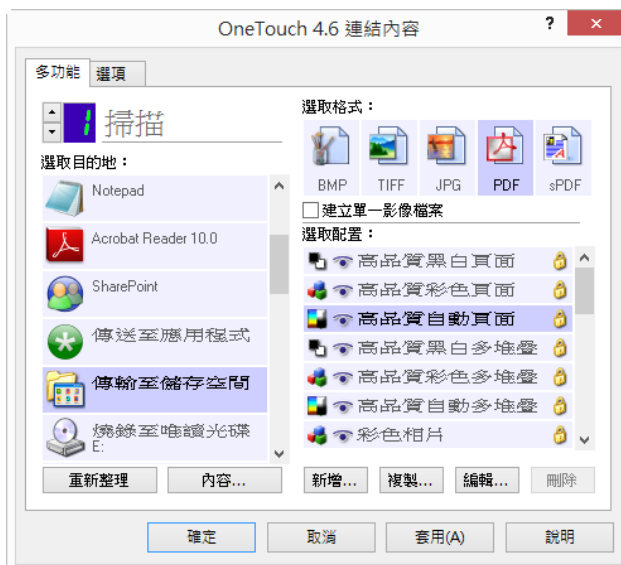 OneTouch 4.6 連結內容
?
多功能 選項
1 掃描
選取目的地：
Notepad
Acrobat Reader 10.0
SharePoint
傳送至應用程式
傳輸至儲存空間
燒錄至唯讀光碟
E:
重新整理 內容...
選取格式：
BMP TIFF JPG PDF sPDF
建立單一影像檔案
選取配置：
高品質黑白頁面
高品質彩色頁面
高品質自動頁面
高品質黑白多堆疊
高品質彩色多堆疊
高品質自動多堆疊
彩色相片
新增... 複製... 編輯... 刪除
確定 取消 套用(A) 說明